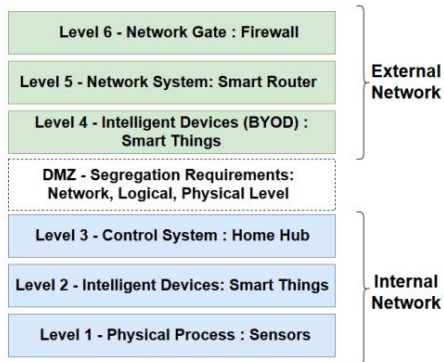 Level 6 - Network Gate : Firewall
Level 5 - Network System: Smart Router
Level 4 - Intelligent Devices (BYOD) :
Smart Things
External
Network
DMZ - Segregation Requirements:
Network, Logical, Physical Level
Level 3 - Control System : Home Hub
Level 2 - Intelligent Devices: Smart Things
Level 1 - Physical Process : Sensors
Internal
Network